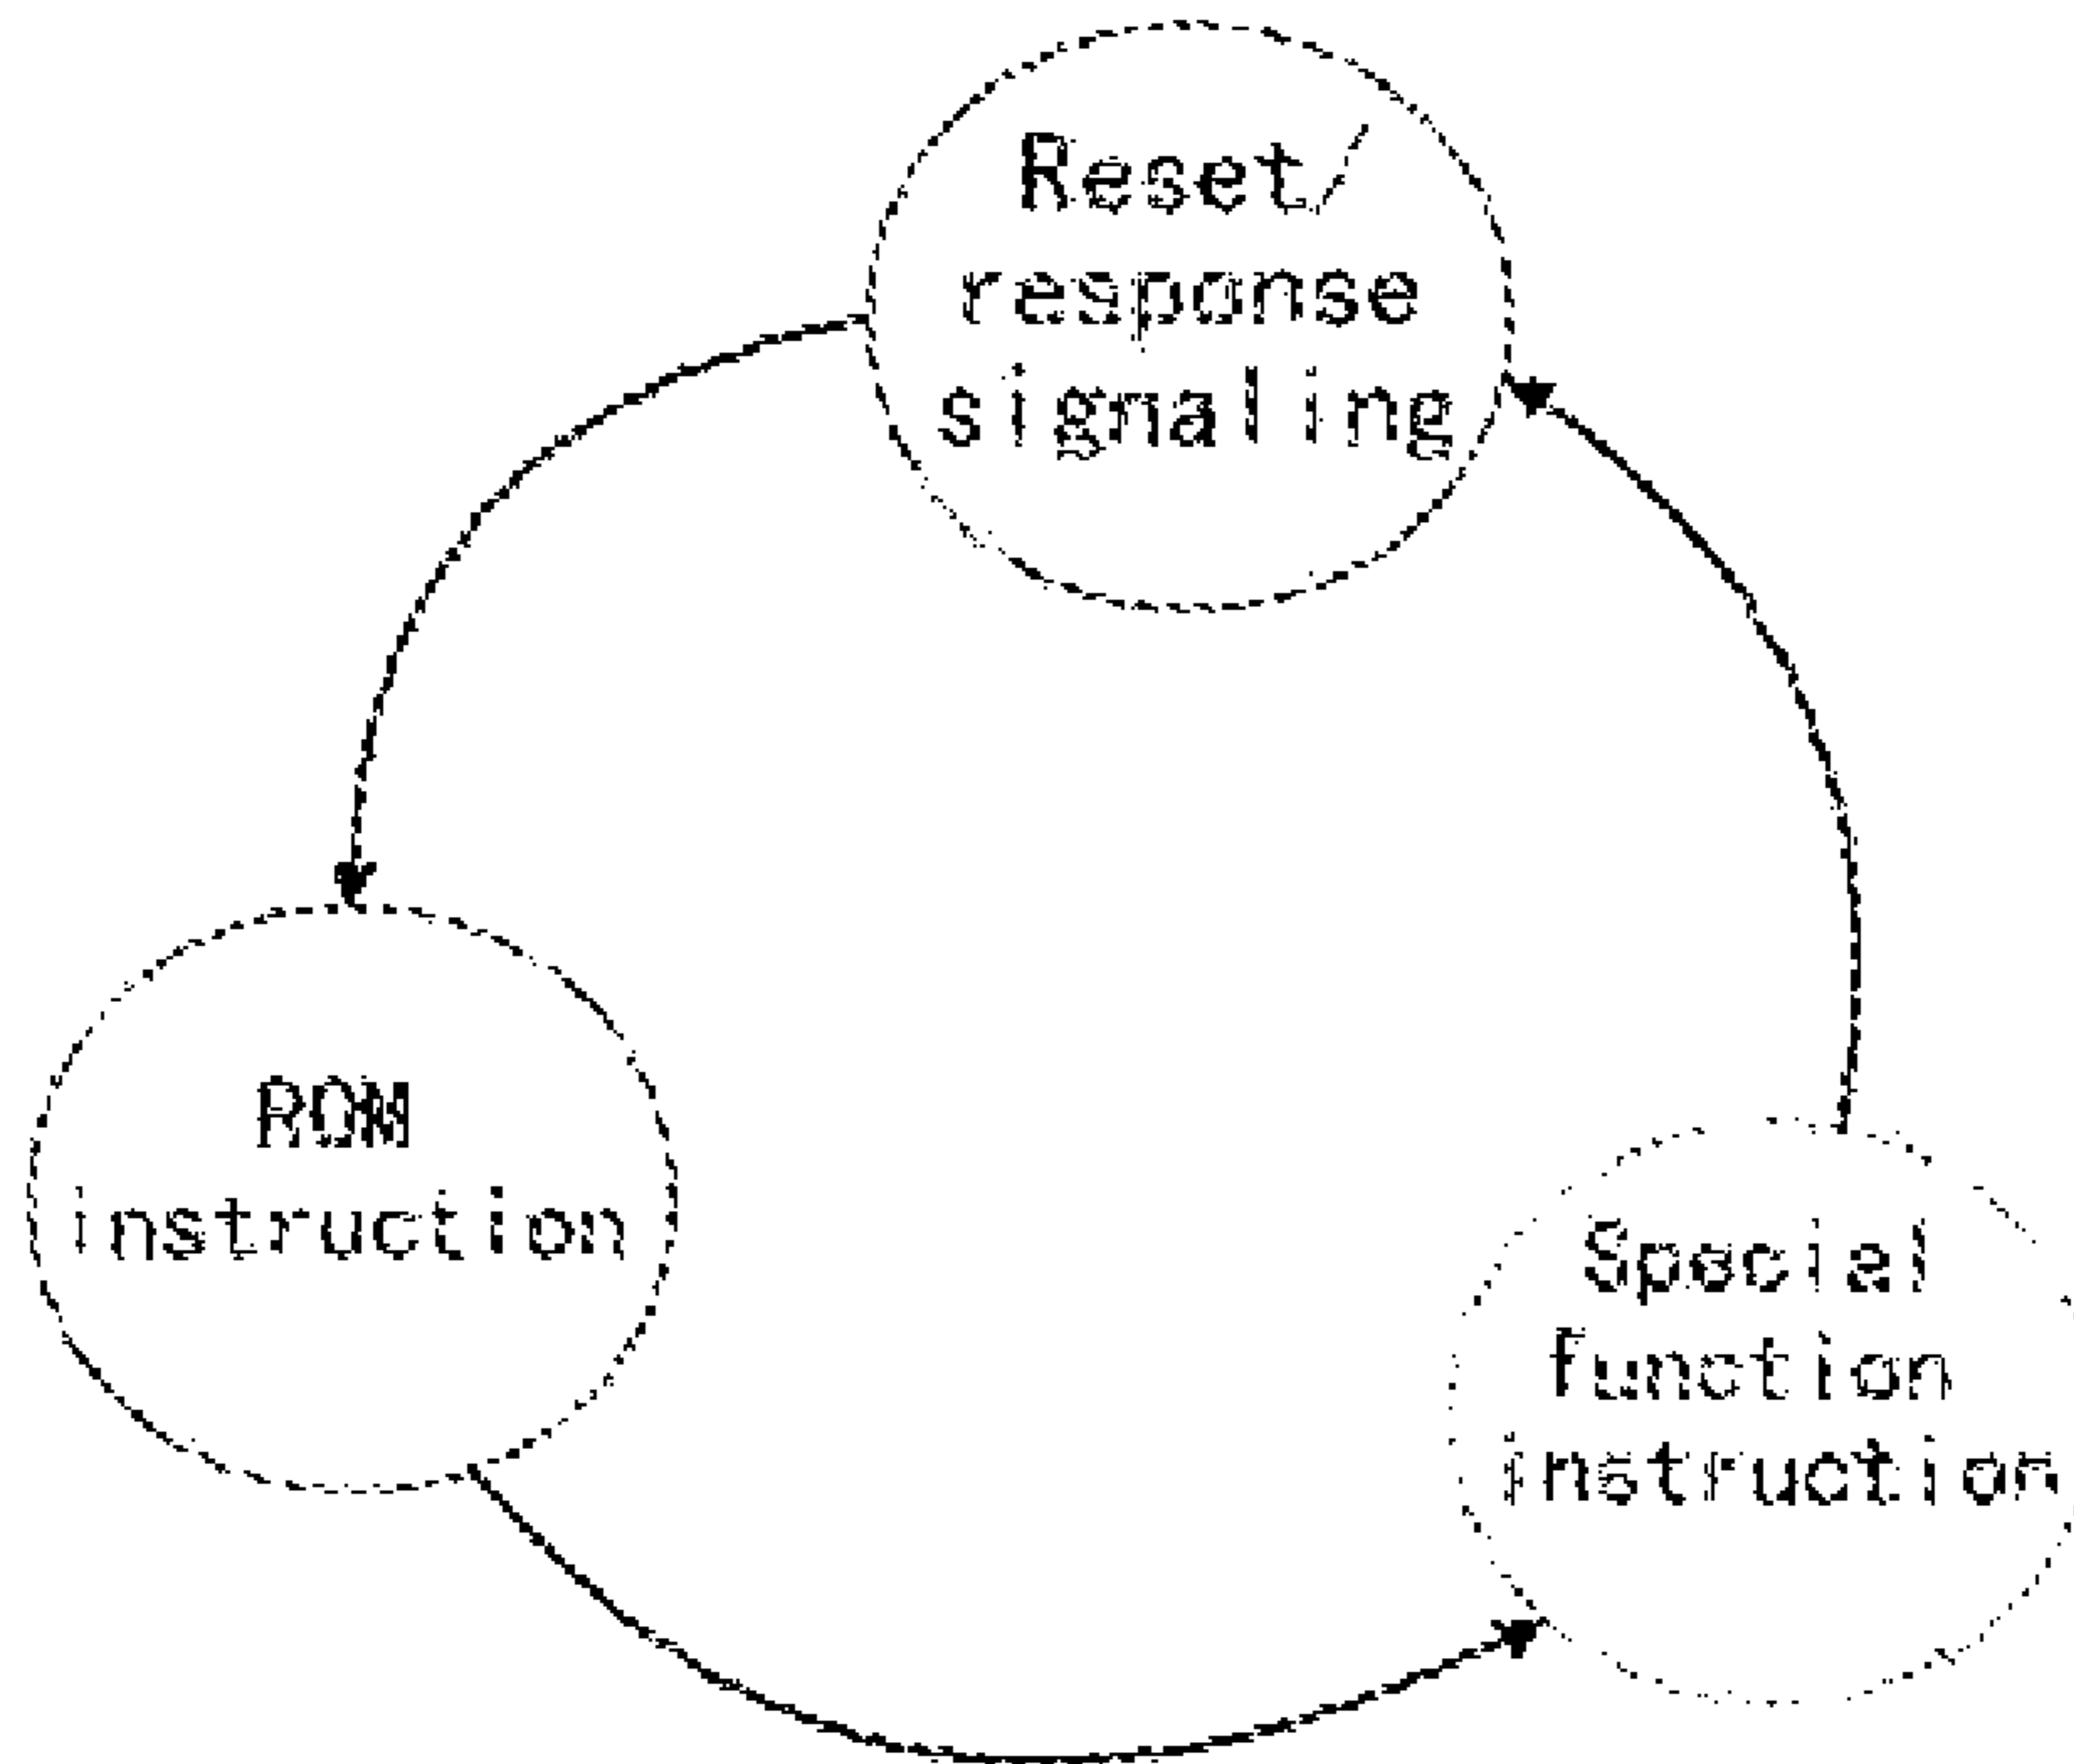 Reset/
response
signaling
ROM
instruction
Special
function
instruction